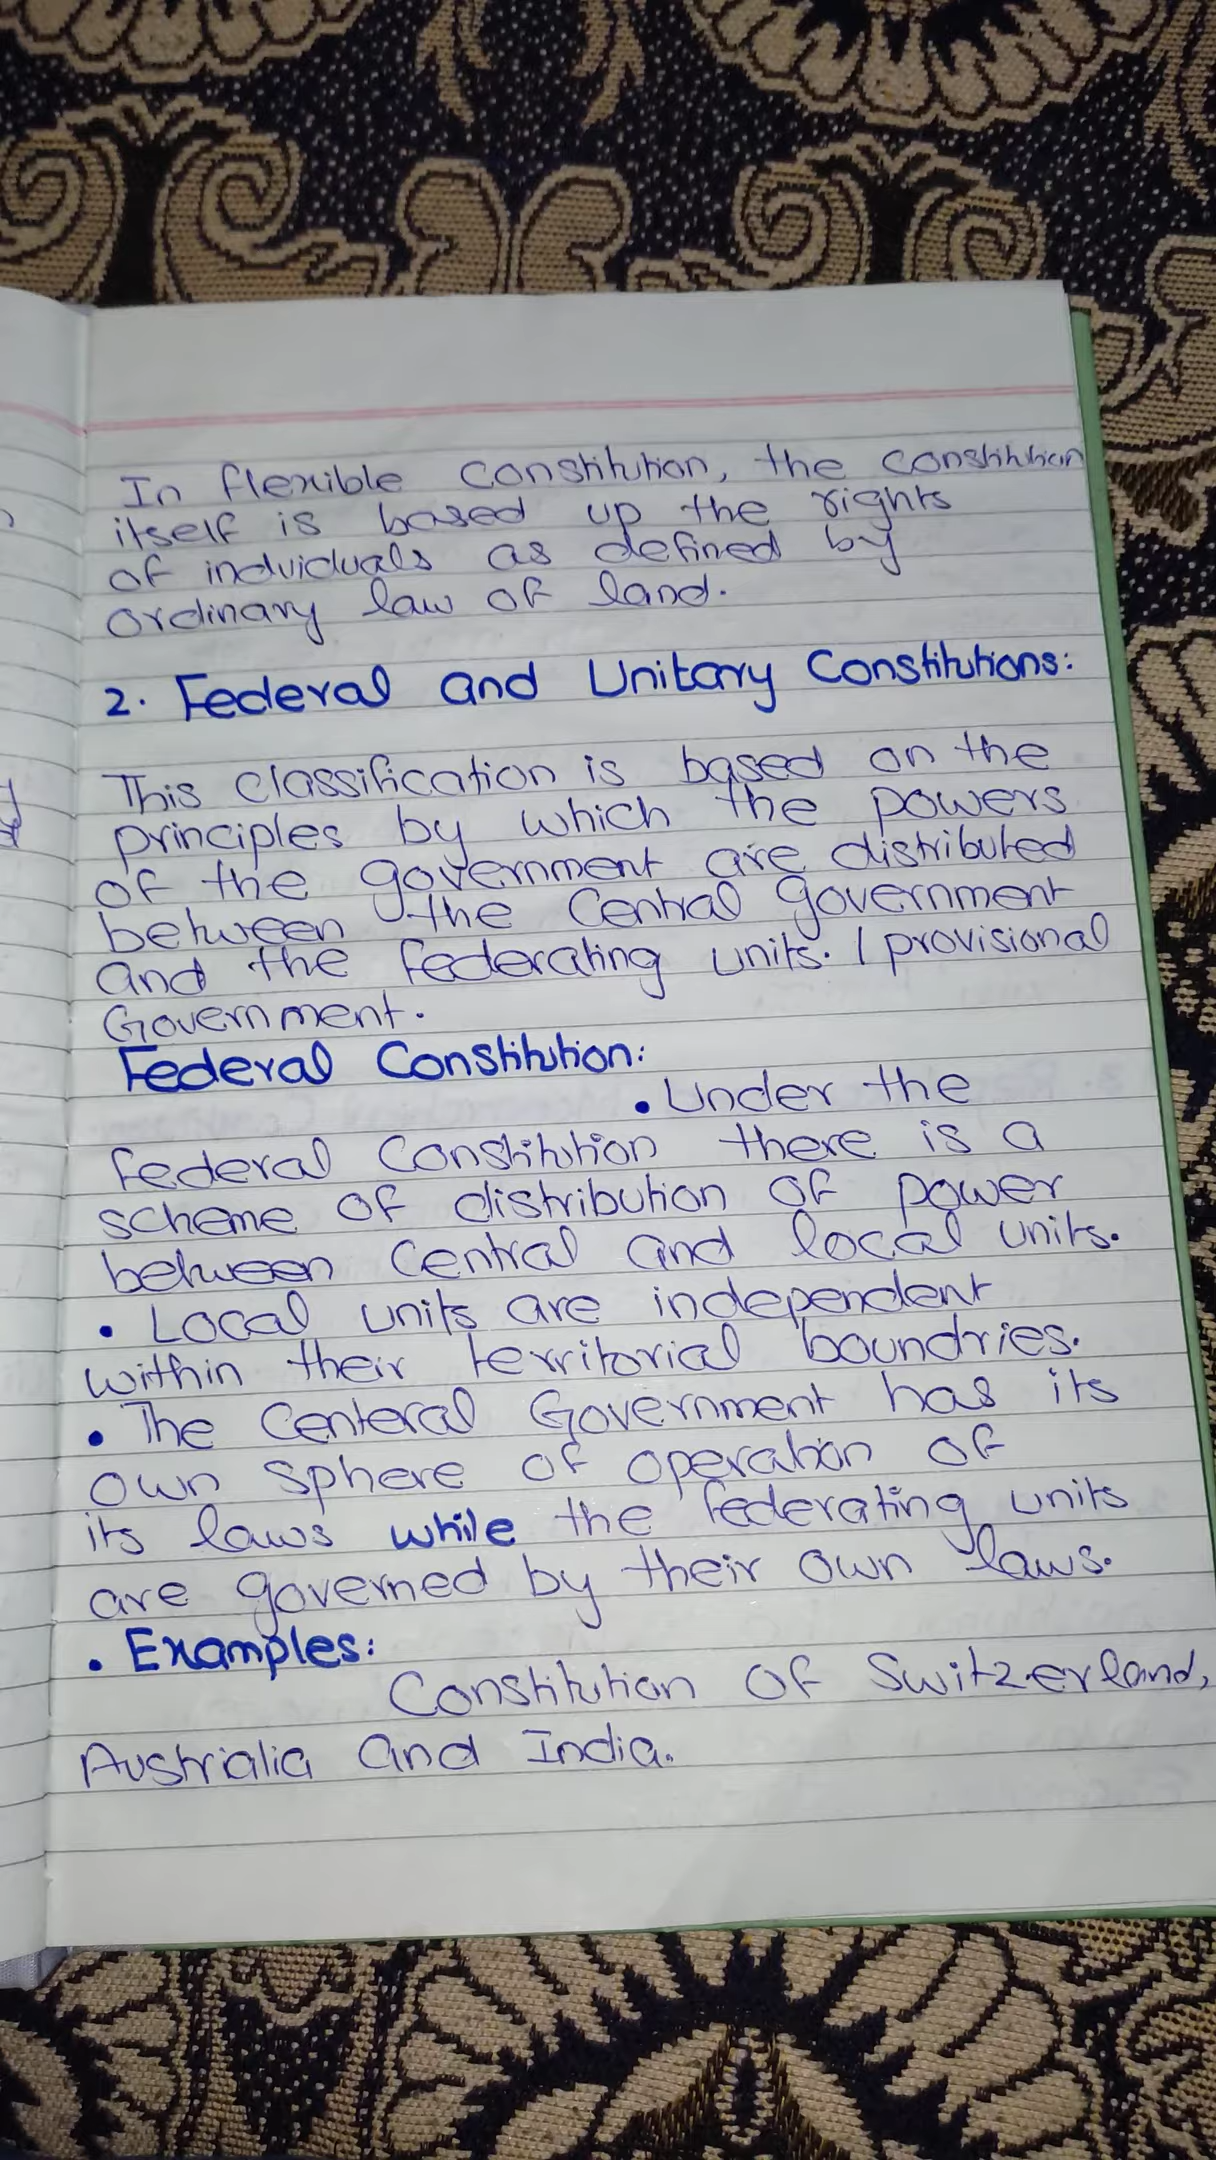 In flexible Constitution, the constitution
itself is based up the rights
of individuals as defined by
ordinary law of land.
2. Federal and Unitary Constitutions:
This classification is based on the
principles by which the powers
of the government are distributed
between the Central government
and the federating units. / provisional
Government.
Federal Constitution:
• Under the
federal Constitution there is a
scheme of distribution of power
between Central and local units.
• Local units are independent
within their territorial boundries.
• The Centeral Government has its
own sphere of operation of
its laws while the federating units
are governed by their own laws.
• Examples:
Constitution of Switzerland,
Austrialia and India.